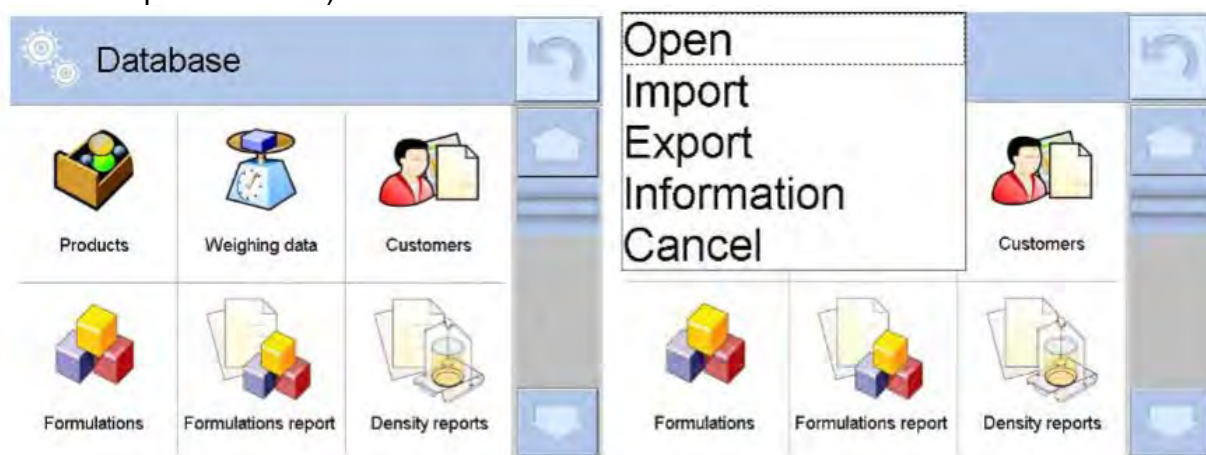 Database
Products
Weighing data
Customers
Formulations
Formulations report
Density reports
Open
Import
Export
Information
Cancel
Customers
Formulations
Formulations report
Density reports